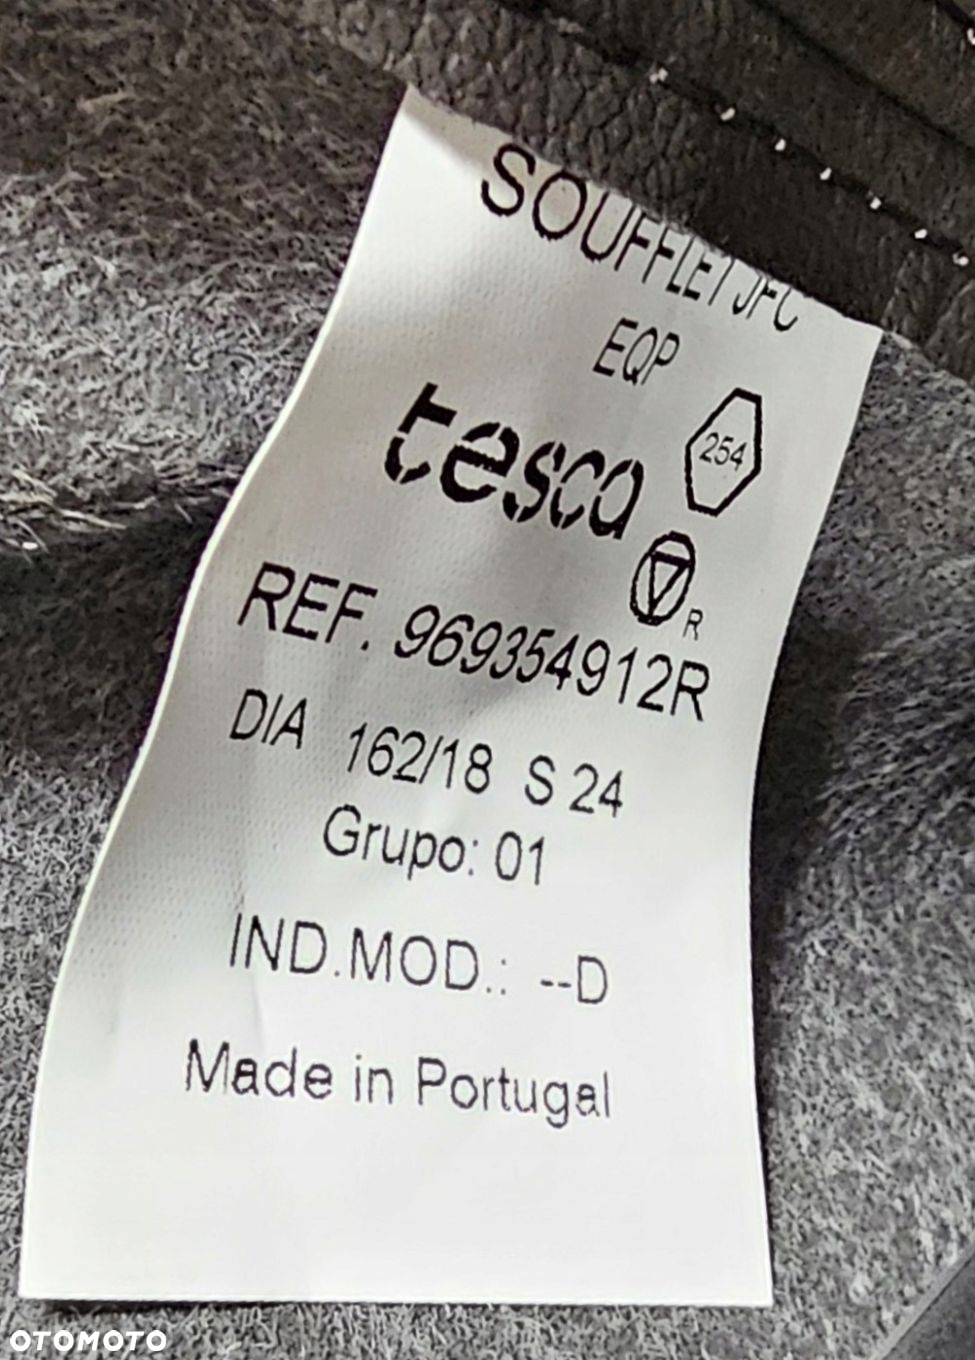 SOUFFLET JFC
EQP
254
tesca
R
REF. 969354912R
DIA 162/18 S 24
Grupo: 01
IND.MOD.: --D
Made in Portugal
OTOMOTO